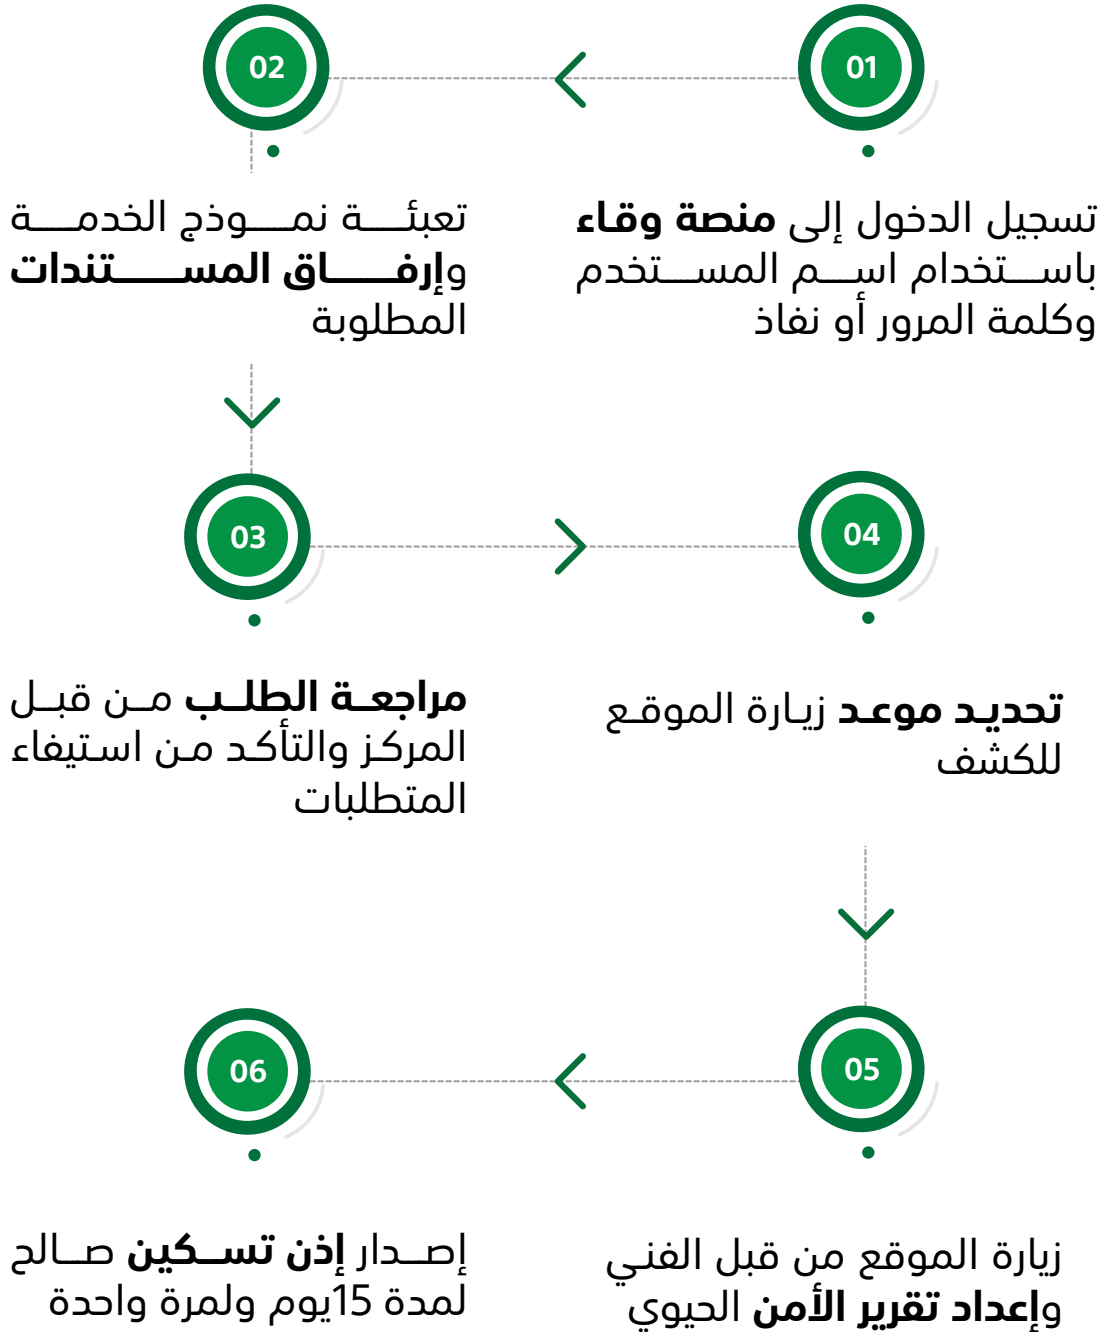 01
تسجيل الدخول إلى منصة وقاء
باستخدام اسم المستخدم
وكلمة المرور أو نفاذ
02
تعبئة نموذج الخدمة
وإرفاق المستندات
المطلوبة
03
مراجعة الطلب من قبل
المركز والتأكد من استيفاء
المتطلبات
04
تحديد موعد زيارة الموقع
للكشف
05
زيارة الموقع من قبل الفني
وإعداد تقرير الأمن الحيوي
06
إصدار إذن تسكين صالح
لمدة 15يوم ولمرة واحدة